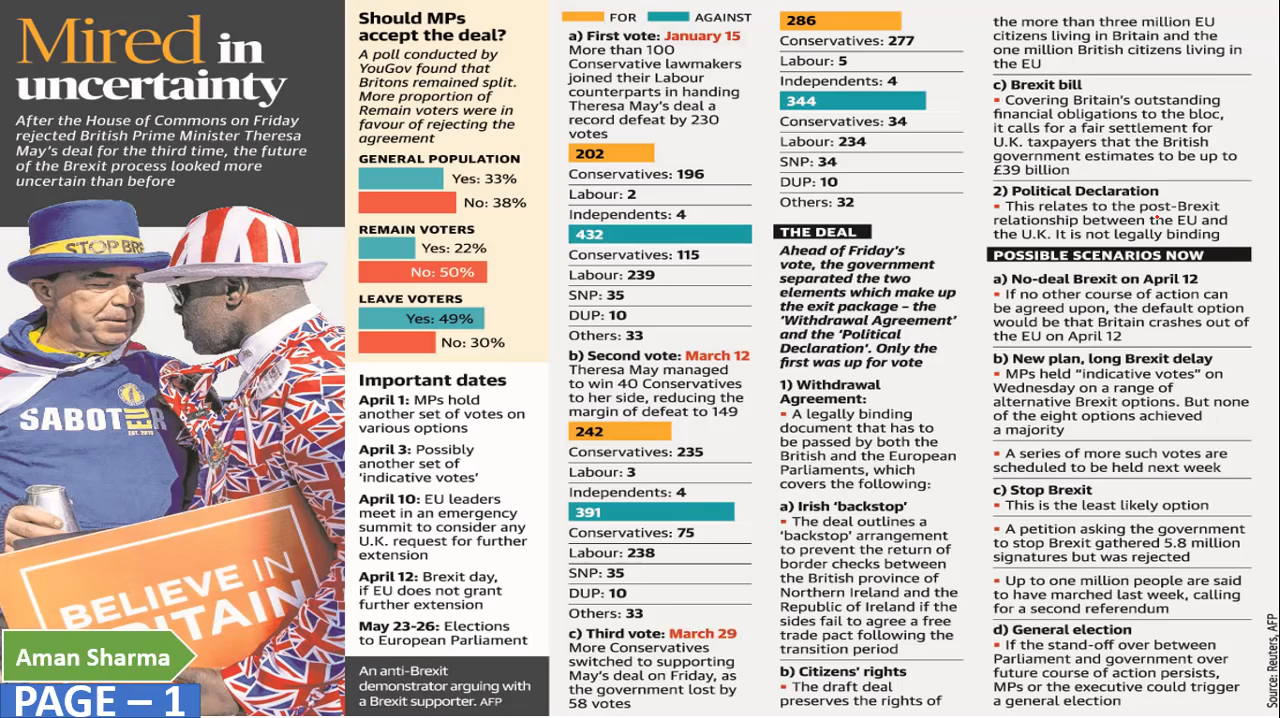 Mired in
uncertainty
After the House of Commons on Friday
rejected British Prime Minister Theresa
May's deal for the third time, the future
of the Brexit process looked more
uncertain than before
STOP BR
SABOTEUR
EST. 2016
BELIEVE IN
BRITAIN
Aman Sharma
PAGE – 1
Should MPs
accept the deal?
A poll conducted by
YouGov found that
Britons remained split.
More proportion of
Remain voters were in
favour of rejecting the
agreement
GENERAL POPULATION
Yes: 33%
No: 38%
REMAIN VOTERS
Yes: 22%
No: 50%
LEAVE VOTERS
Yes: 49%
No: 30%
Important dates
April 1: MPs hold
another set of votes on
various options
April 3: Possibly
another set of
'indicative votes'
April 10: EU leaders
meet in an emergency
summit to consider any
U.K. request for further
extension
April 12: Brexit day,
if EU does not grant
further extension
May 23-26: Elections
to European Parliament
An anti-Brexit
demonstrator arguing with
a Brexit supporter. AFP
FOR AGAINST
a) First vote: January 15
More than 100
Conservative lawmakers
joined their Labour
counterparts in handing
Theresa May's deal a
record defeat by 230
votes
202
Conservatives: 196
Labour: 2
Independents: 4
432
Conservatives: 115
Labour: 239
SNP: 35
DUP: 10
Others: 33
b) Second vote: March 12
Theresa May managed
to win 40 Conservatives
to her side, reducing the
margin of defeat to 149
242
Conservatives: 235
Labour: 3
Independents: 4
391
Conservatives: 75
Labour: 238
SNP: 35
DUP: 10
Others: 33
c) Third vote: March 29
More Conservatives
switched to supporting
May's deal on Friday, as
the government lost by
58 votes
286
Conservatives: 277
Labour: 5
Independents: 4
344
Conservatives: 34
Labour: 234
SNP: 34
DUP: 10
Others: 32
THE DEAL
Ahead of Friday's
vote, the government
separated the two
elements which make up
the exit package – the
'Withdrawal Agreement'
and the 'Political
Declaration'. Only the
first was up for vote
1) Withdrawal
Agreement:
▪ A legally binding
document that has to
be passed by both the
British and the European
Parliaments, which
covers the following:
a) Irish 'backstop'
▪ The deal outlines a
'backstop' arrangement
to prevent the return of
border checks between
the British province of
Northern Ireland and the
Republic of Ireland if the
sides fail to agree a free
trade pact following the
transition period
b) Citizens' rights
▪ The draft deal
preserves the rights of
the more than three million EU
citizens living in Britain and the
one million British citizens living in
the EU
c) Brexit bill
▪ Covering Britain's outstanding
financial obligations to the bloc,
it calls for a fair settlement for
U.K. taxpayers that the British
government estimates to be up to
£39 billion
2) Political Declaration
▪ This relates to the post-Brexit
relationship between the EU and
the U.K. It is not legally binding
POSSIBLE SCENARIOS NOW
a) No-deal Brexit on April 12
▪ If no other course of action can
be agreed upon, the default option
would be that Britain crashes out of
the EU on April 12
b) New plan, long Brexit delay
▪ MPs held "indicative votes" on
Wednesday on a range of
alternative Brexit options. But none
of the eight options achieved
a majority
▪ A series of more such votes are
scheduled to be held next week
c) Stop Brexit
▪ This is the least likely option
▪ A petition asking the government
to stop Brexit gathered 5.8 million
signatures but was rejected
▪ Up to one million people are said
to have marched last week, calling
for a second referendum
d) General election
▪ If the stand-off over between
Parliament and government over
future course of action persists,
MPs or the executive could trigger
a general election
Source: Reuters, AFP